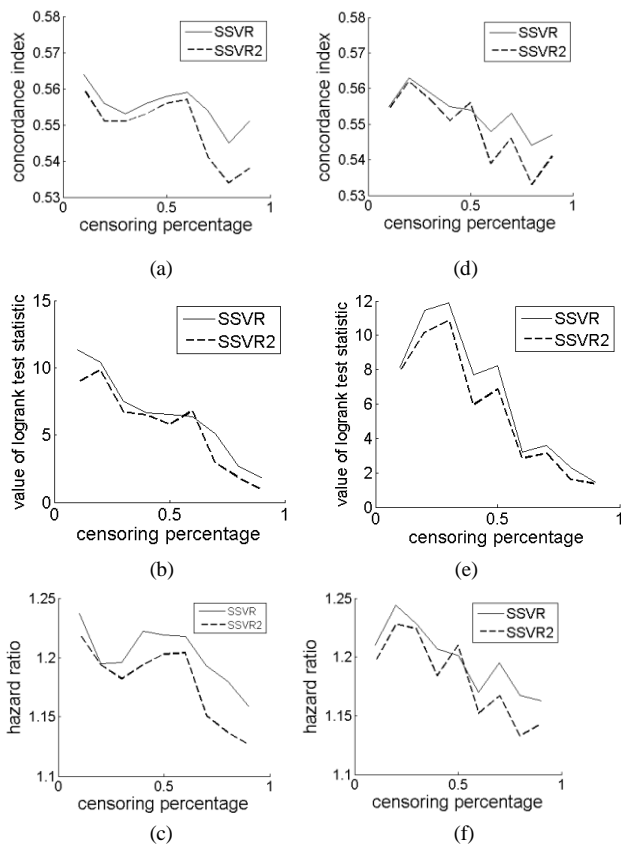 0.58
0.57
0.56
0.55
0.54
0.53
0
0.5
1
concordance index
censoring percentage
SSVR
SSVR2
(a)
0.58
0.57
0.56
0.55
0.54
0.53
0
0.5
1
concordance index
censoring percentage
SSVR
SSVR2
(d)
15
10
5
0
0
0.5
1
value of logrank test statistic
censoring percentage
SSVR
SSVR2
(b)
12
10
8
6
4
2
0
0
0.5
1
value of logrank test statistic
censoring percentage
SSVR
SSVR2
(e)
1.25
1.2
1.15
1.1
0
0.5
1
hazard ratio
censoring percentage
SSVR
SSVR2
(c)
1.25
1.2
1.15
1.1
0
0.5
1
hazard ratio
censoring percentage
SSVR
SSVR2
(f)